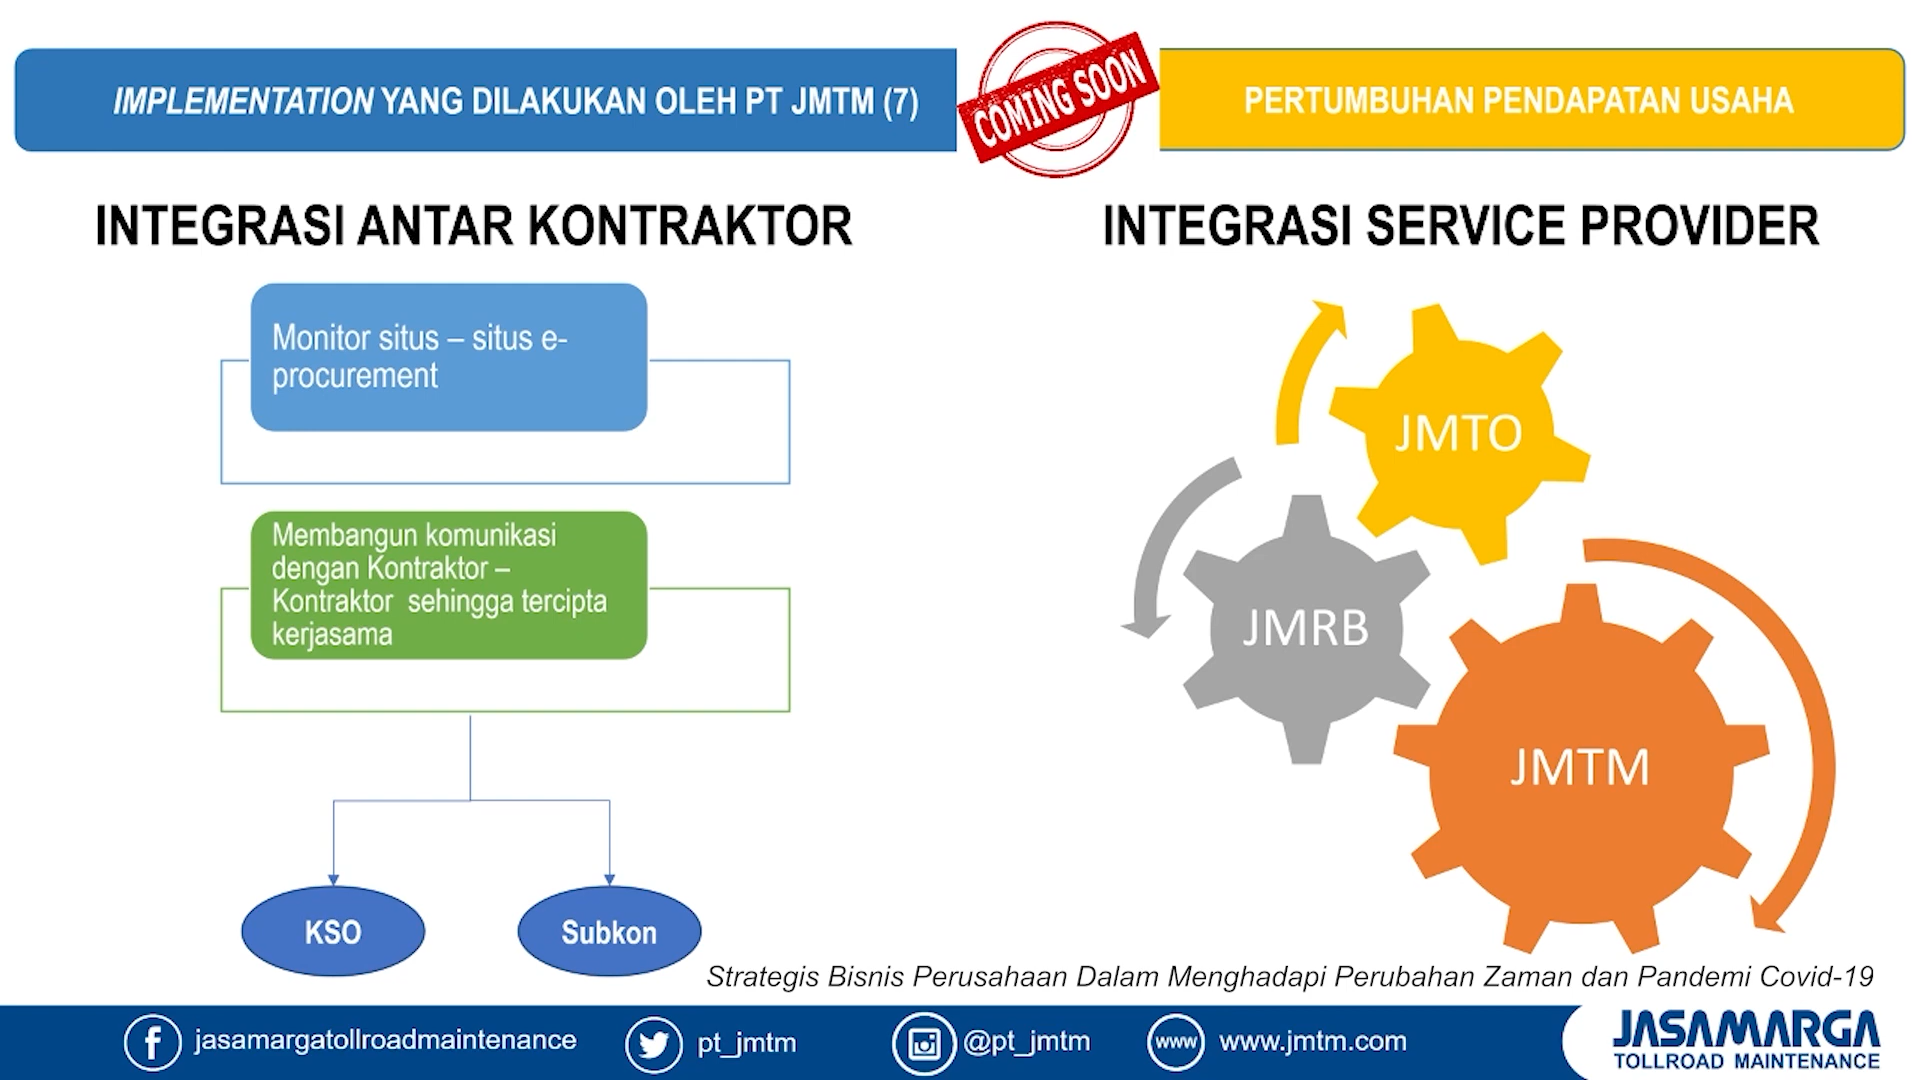 IMPLEMENTATION YANG DILAKUKAN OLEH PT JMTM (7)
COMING SOON
PERTUMBUHAN PENDAPATAN USAHA
INTEGRASI ANTAR KONTRAKTOR
Monitor situs – situs e-
procurement
Membangun komunikasi
dengan Kontraktor –
Kontraktor sehingga tercipta
kerjasama
KSO
Subkon
INTEGRASI SERVICE PROVIDER
JMTO
JMRB
JMTM
Strategis Bisnis Perusahaan Dalam Menghadapi Perubahan Zaman dan Pandemi Covid-19
jasamargatollroadmaintenance
pt_jmtm
@pt_jmtm
www
www.jmtm.com
JASAMARGA
TOLLROAD MAINTENANCE